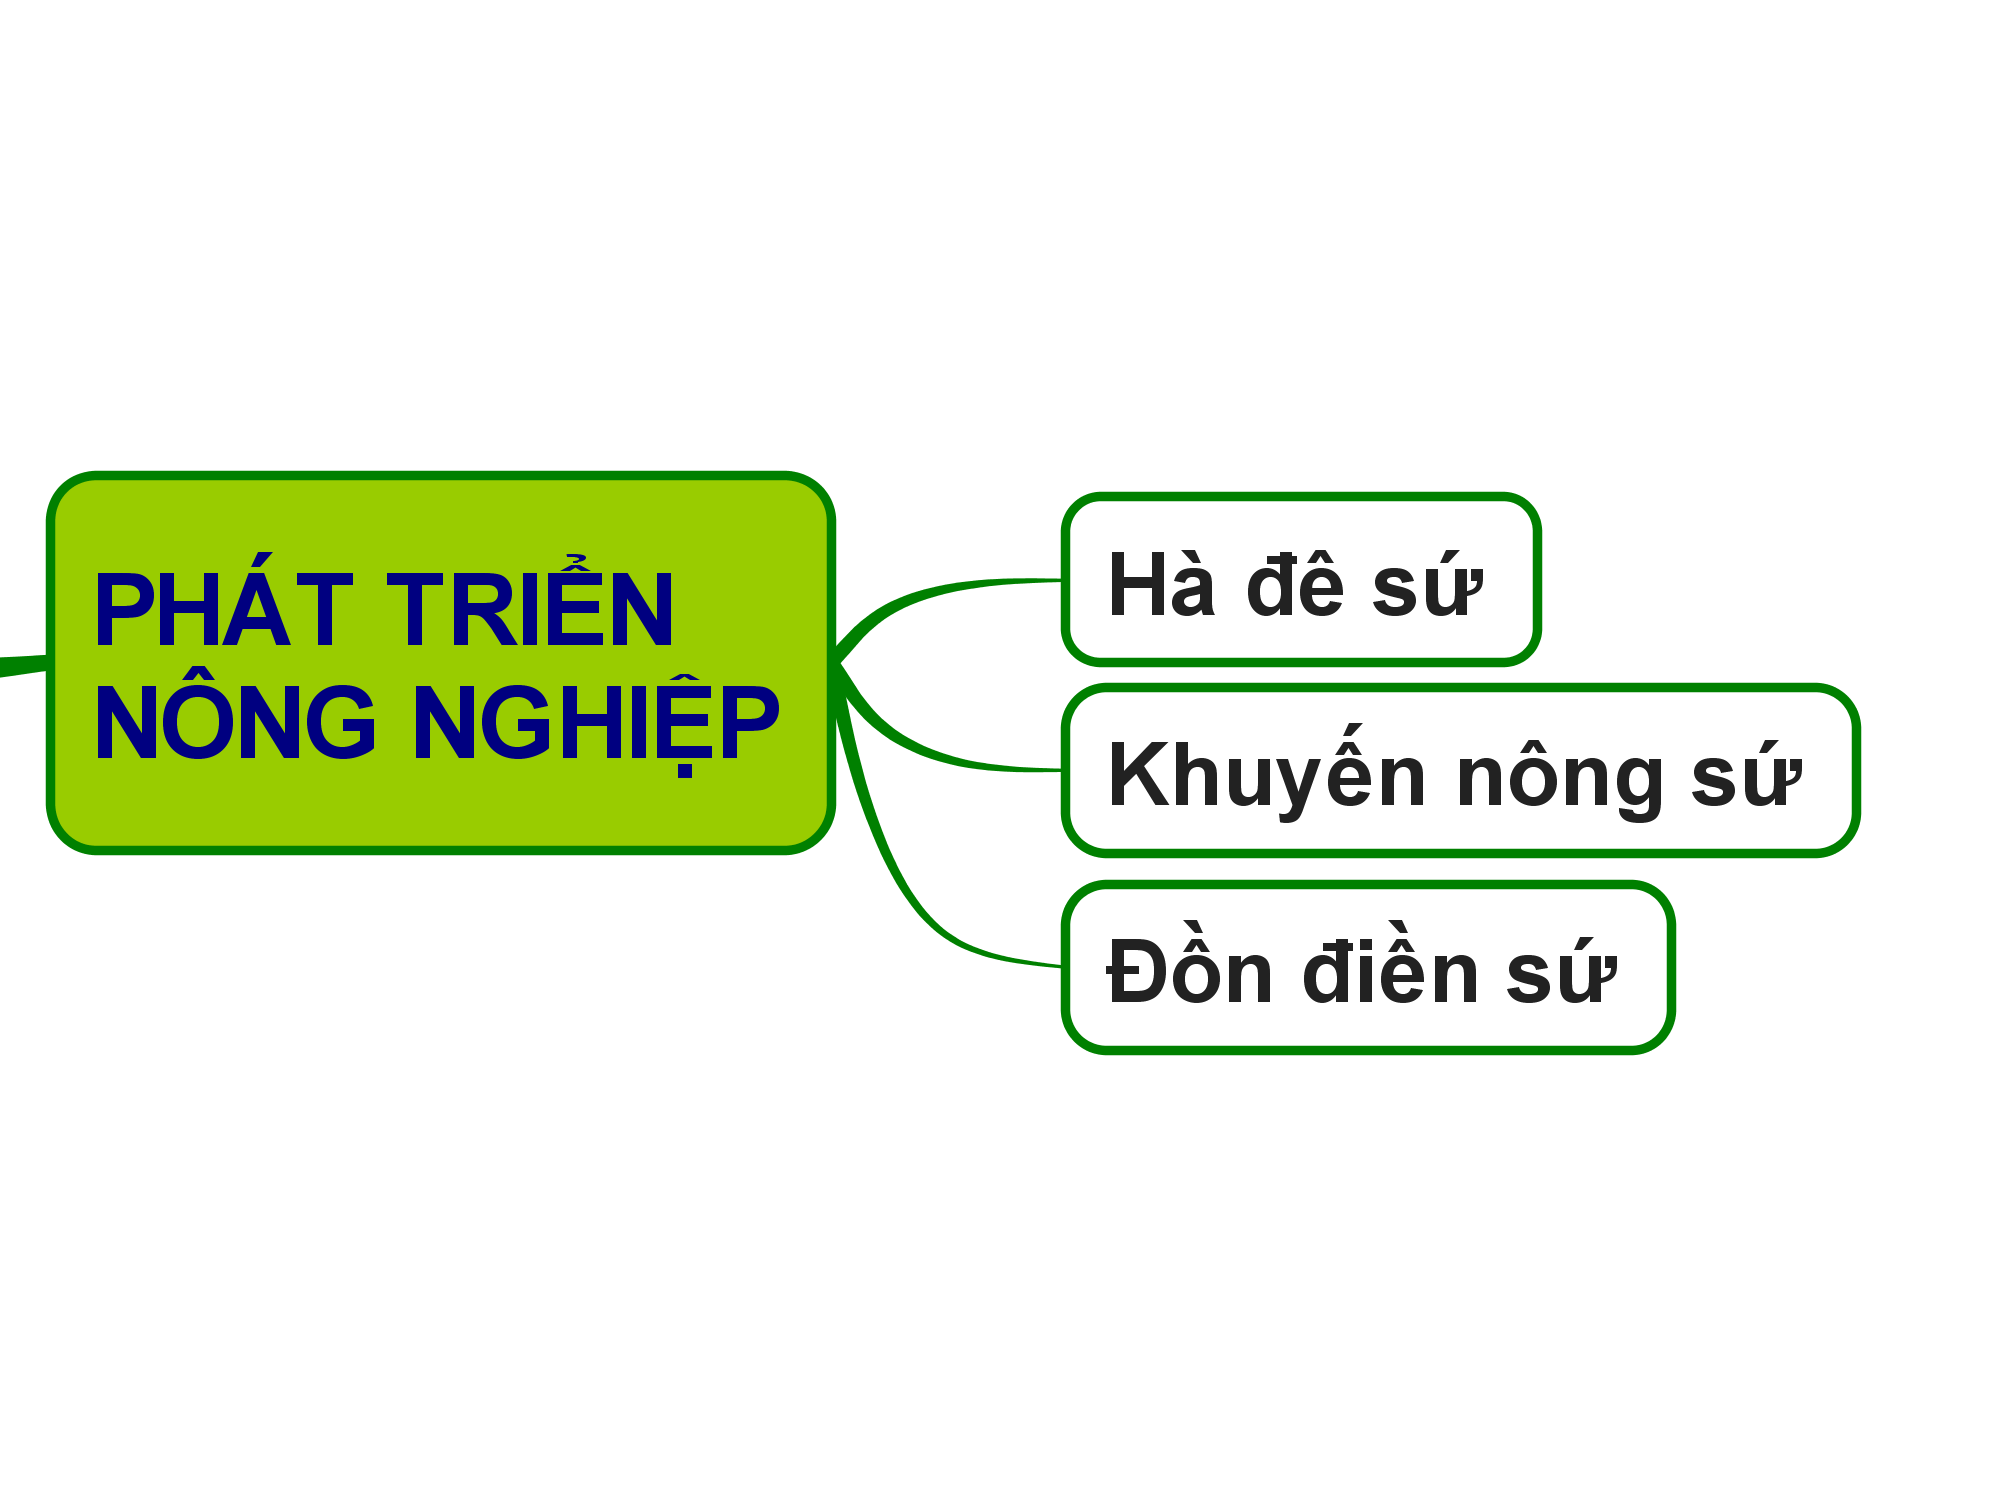 PHÁT TRIỂN
NÔNG NGHIỆP
Hà đê sứ
Khuyến nông sứ
Đồn điền sứ